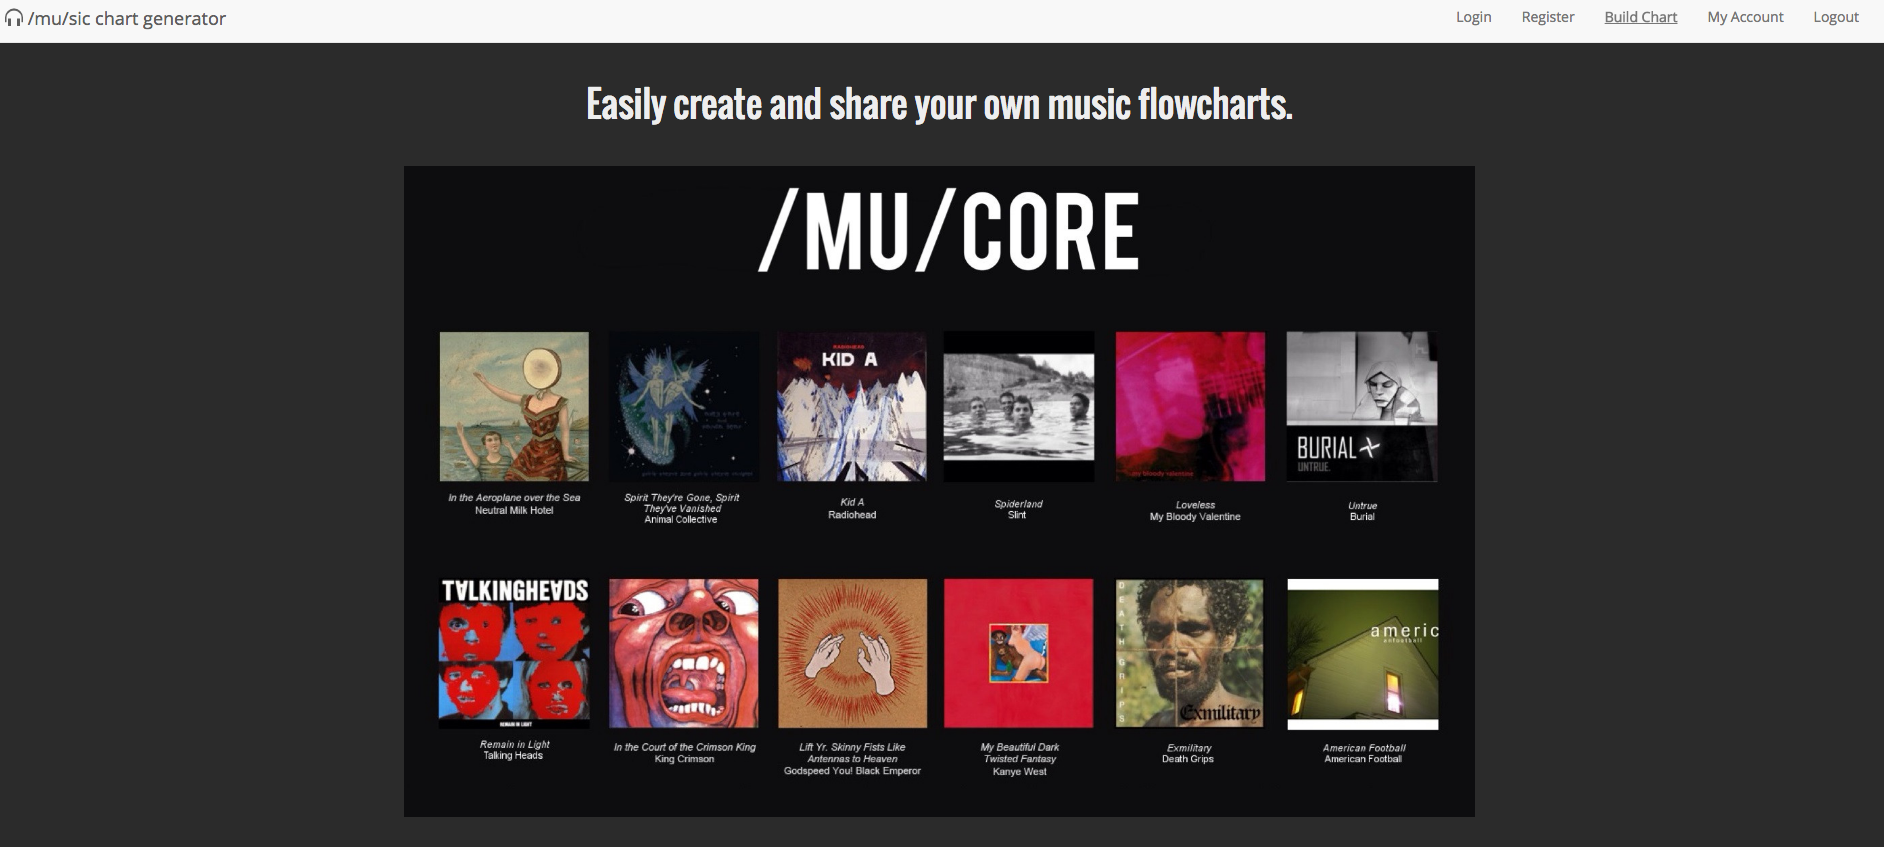 /mu/sic chart generator
Login Register Build Chart My Account Logout
Easily create and share your own music flowcharts.
/MU/CORE
RADIOHEAD
KID A
my bloody valentine
BURIAL
UNTRUE.
In the Aeroplane over the Sea
Neutral Milk Hotel
Spirit They're Gone, Spirit
They've Vanished
Animal Collective
Kid A
Radiohead
Spiderland
Slint
Loveless
My Bloody Valentine
Untrue
Burial
TALKINGHEADS
REMAIN IN LIGHT
DEATH GRIPS
Exmilitary
americ
anfootball
Remain in Light
Talking Heads
In the Court of the Crimson King
King Crimson
Lift Yr. Skinny Fists Like
Antennas to Heaven
Godspeed You! Black Emperor
My Beautiful Dark
Twisted Fantasy
Kanye West
Exmilitary
Death Grips
American Football
American Football